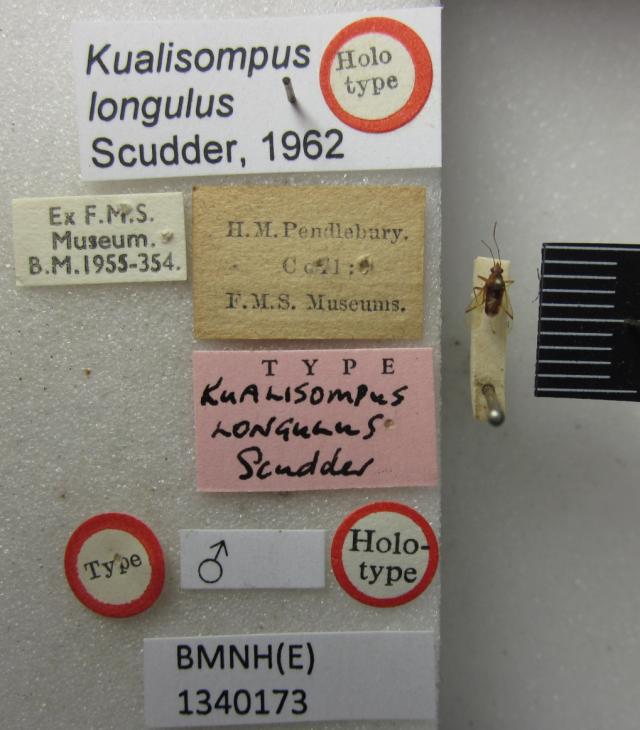 Kualisompus
longulus
Scudder, 1962
Holo
type
Ex F.M.S.
Museum.
B.M.1955-354.
H.M. Pendlebury.
Coll:
F.M.S. Museums.
TYPE
KUALISOMPUS
LONGULUS
Scudder
Type
♂
Holo-
type
BMNH(E)
1340173